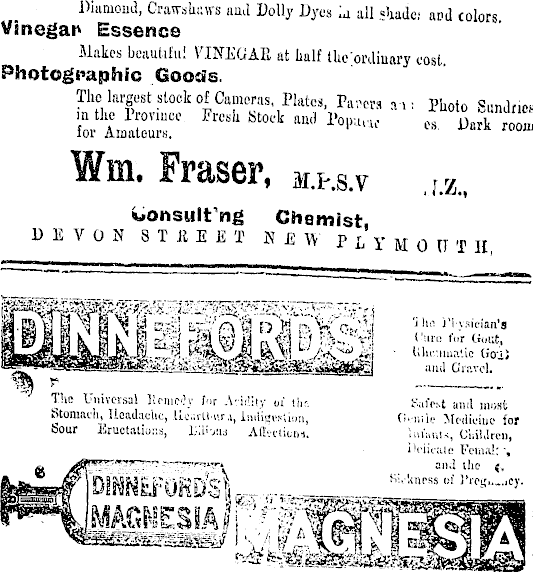 Diamond, Crawshaws and Dolly Dyes in all shades and colors.
Vinegar Essence
Makes beautiful VINEGAR at half the ordinary cost.
Photographic Goods.
The largest stock of Cameras, Plates, Papers Photo Sundries
in the Province Fresh Stock and Dark room
for Amateurs.
Wm. Fraser, M.P.S.V N.Z.,
Consulting Chemist,
DEVON STREET NEW PLYMOUTH,
DINNEFORDS
The Universal Remedy for Acidity of the
Stomach, Headache, Heartburn, Indigestion,
Sour Eructations, Bilious Affections.
The Physician's
Cure for Gout,
Rheumatic Gout
and Gravel.
Safest and most
Gentle Medicine for
Infants, Children,
Delicate Females,
and the
Sickness of Pregnancy.
DINNEFORDS
MAGNESIA
MAGNESIA